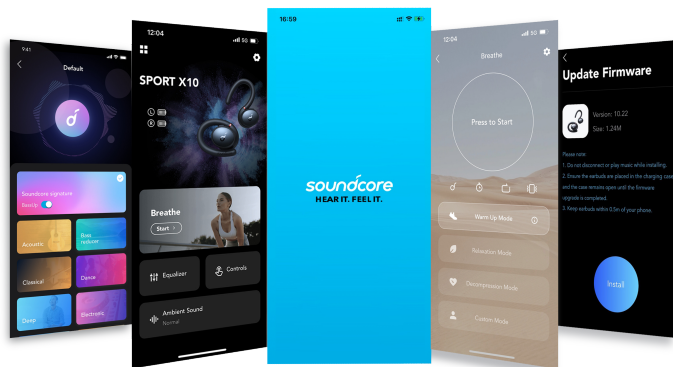 9:41
Default
Soundcore signature
BassUp
Acoustic
Bass
reducer
Classical
Dance
Deep
Electronic
12:04
5G
SPORT X10
L
R
Breathe
Start
Equalizer
Controls
Ambient Sound
Normal
16:59
soundcore
HEAR IT. FEEL IT.
12:04
5G
Breathe
Press to Start
Warm Up Mode
Relaxation Mode
Decompression Mode
Custom Mode
Update Firmware
Version: 10.22
Size: 1.24M
Please note:
1. Do not disconnect or play music while installing.
2. Ensure the earbuds are placed in the charging case
and the case remains open until the firmware
upgrade is completed.
3. Keep earbuds within 0.5m of your phone.
Install